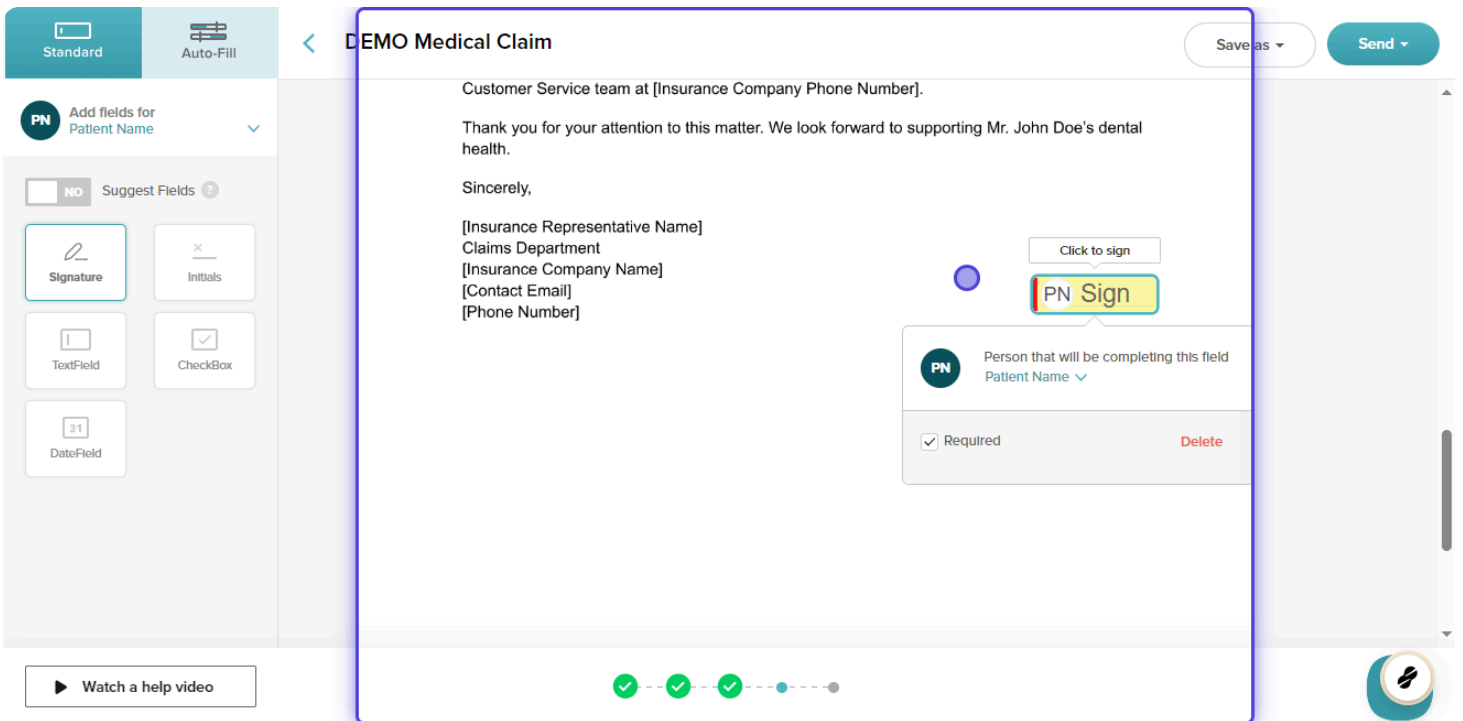 Standard
Auto-Fill
DEMO Medical Claim
Save as
Send
PN
Add fields for
Patient Name
NO
Suggest Fields ?
Signature
Initials
TextField
CheckBox
31
DateField
Customer Service team at [Insurance Company Phone Number].
Thank you for your attention to this matter. We look forward to supporting Mr. John Doe's dental
health.
Sincerely,
[Insurance Representative Name]
Claims Department
[Insurance Company Name]
[Contact Email]
[Phone Number]
Click to sign
PN Sign
PN
Person that will be completing this field
Patient Name
Required
Delete
Watch a help video